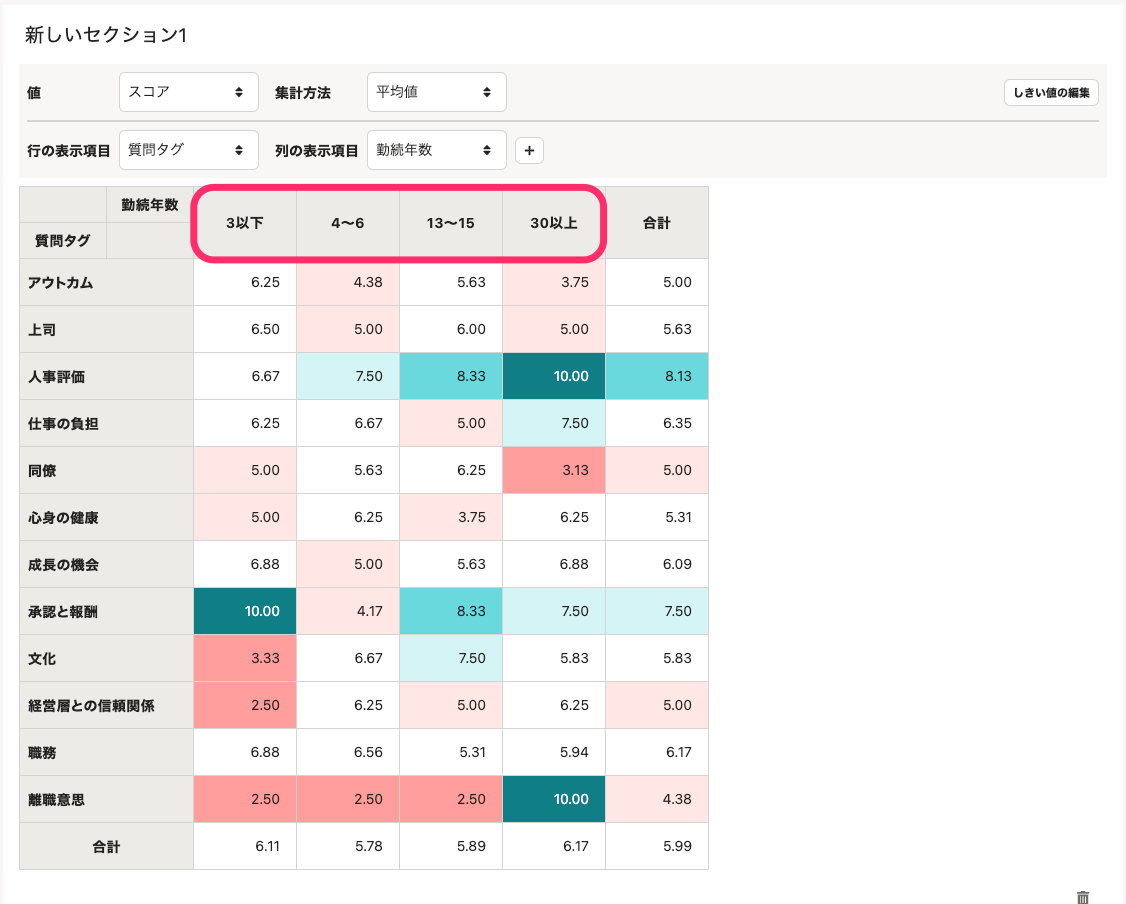 新しいセクション1
値 スコア 集計方法 平均値 しきい値の編集
行の表示項目 質問タグ 列の表示項目 勤続年数 +
勤続年数 3以下 4〜6 13〜15 30以上 合計
質問タグ
アウトカム 6.25 4.38 5.63 3.75 5.00
上司 6.50 5.00 6.00 5.00 5.63
人事評価 6.67 7.50 8.33 10.00 8.13
仕事の負担 6.25 6.67 5.00 7.50 6.35
同僚 5.00 5.63 6.25 3.13 5.00
心身の健康 5.00 6.25 3.75 6.25 5.31
成長の機会 6.88 5.00 5.63 6.88 6.09
承認と報酬 10.00 4.17 8.33 7.50 7.50
文化 3.33 6.67 7.50 5.83 5.83
経営層との信頼関係 2.50 6.25 5.00 6.25 5.00
職務 6.88 6.56 5.31 5.94 6.17
離職意思 2.50 2.50 2.50 10.00 4.38
合計 6.11 5.78 5.89 6.17 5.99